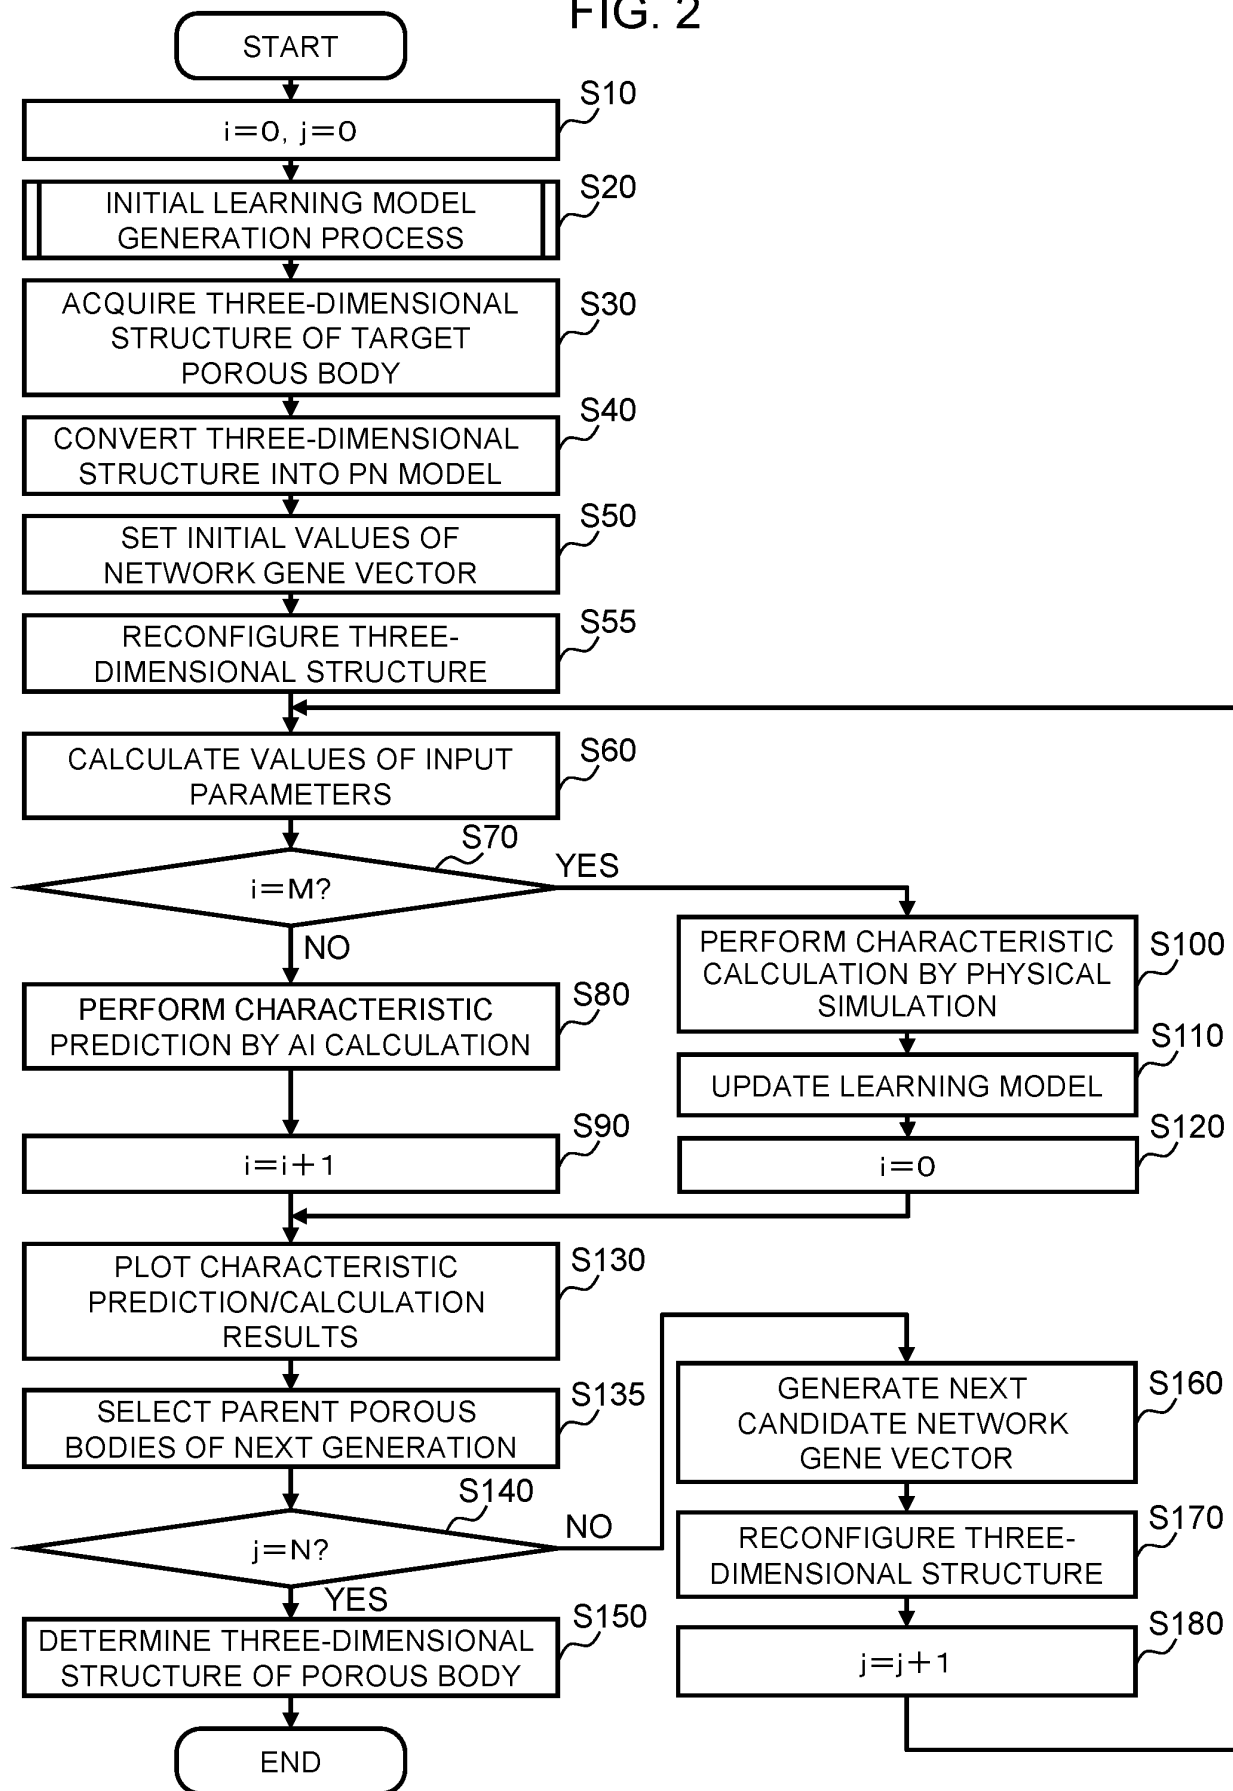 FIG. 2
START
S10
i=0, j=0
S20
INITIAL LEARNING MODEL
GENERATION PROCESS
S30
ACQUIRE THREE-DIMENSIONAL
STRUCTURE OF TARGET
POROUS BODY
S40
CONVERT THREE-DIMENSIONAL
STRUCTURE INTO PN MODEL
S50
SET INITIAL VALUES OF
NETWORK GENE VECTOR
S55
RECONFIGURE THREE-
DIMENSIONAL STRUCTURE
S60
CALCULATE VALUES OF INPUT
PARAMETERS
S70
i=M?
YES
NO
S80
PERFORM CHARACTERISTIC
PREDICTION BY AI CALCULATION
S90
i=i+1
S100
PERFORM CHARACTERISTIC
CALCULATION BY PHYSICAL
SIMULATION
S110
UPDATE LEARNING MODEL
S120
i=0
S130
PLOT CHARACTERISTIC
PREDICTION/CALCULATION
RESULTS
S135
SELECT PARENT POROUS
BODIES OF NEXT GENERATION
S140
j=N?
NO
YES
S150
DETERMINE THREE-DIMENSIONAL
STRUCTURE OF POROUS BODY
END
S160
GENERATE NEXT
CANDIDATE NETWORK
GENE VECTOR
S170
RECONFIGURE THREE-
DIMENSIONAL STRUCTURE
S180
j=j+1